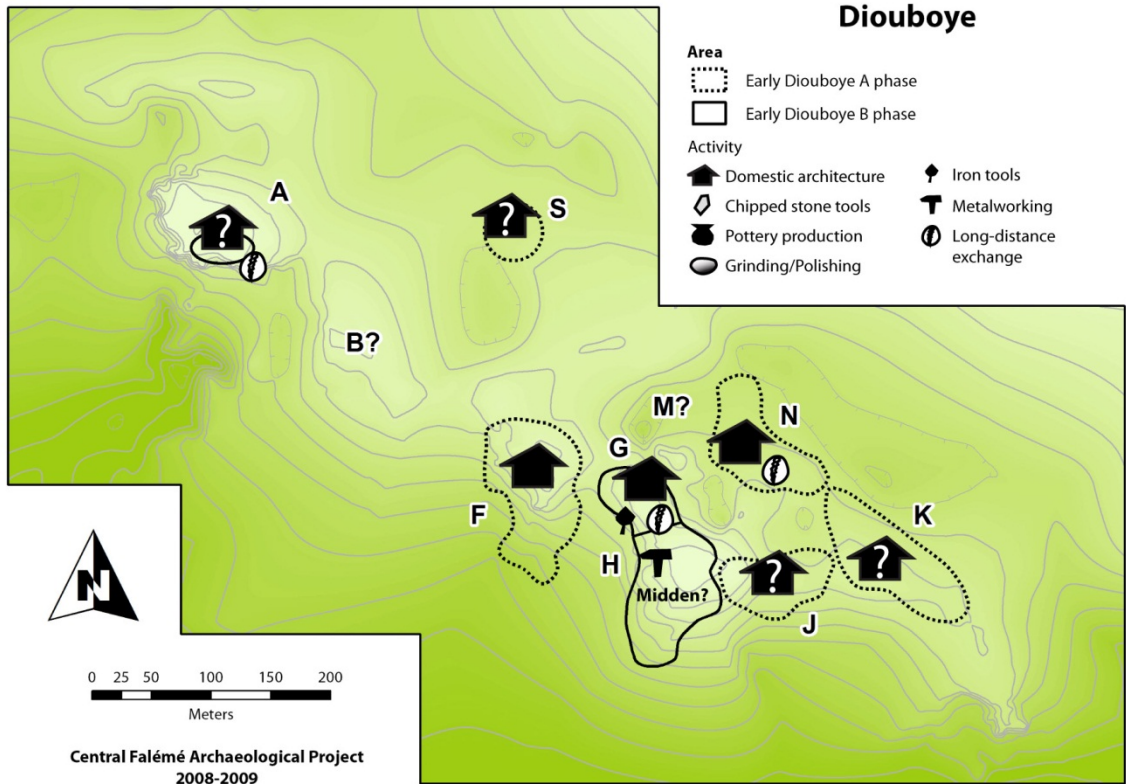 Diouboye
Area
Early Diouboye A phase
Early Diouboye B phase
Activity
Domestic architecture
Chipped stone tools
Pottery production
Grinding/Polishing
Iron tools
Metalworking
Long-distance
exchange
A
?
S
?
B?
M?
N
G
F
K
?
H
?
Midden?
J
N
0 25 50 100 150 200
Meters
Central Falémé Archaeological Project
2008-2009